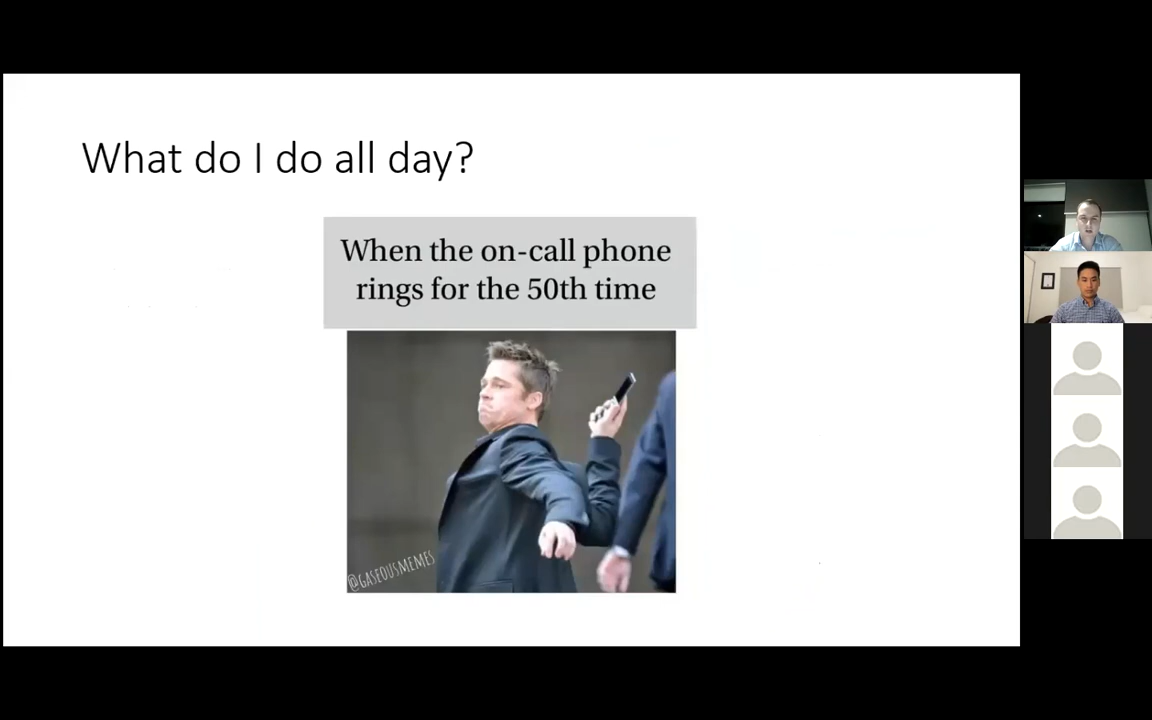 What do I do all day?
When the on-call phone
rings for the 50th time
@GASEOUSMEMES